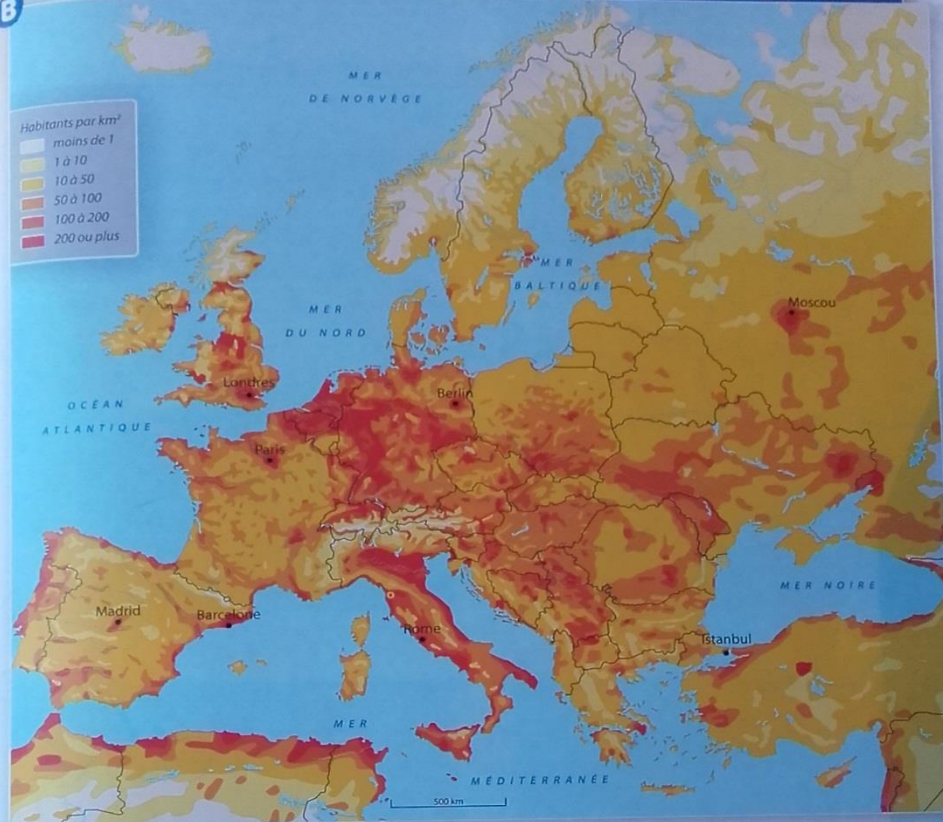 B
MER
DE NORVÈGE
Habitants par km²
moins de 1
1 à 10
10 à 50
50 à 100
100 à 200
200 ou plus
MER
BALTIQUE
Moscou
MER
DU NORD
Londres
Berlin
OCÉAN
ATLANTIQUE
Paris
MER NOIRE
Madrid
Barcelone
Rome
Istanbul
MER
MÉDITERRANÉE
500 km